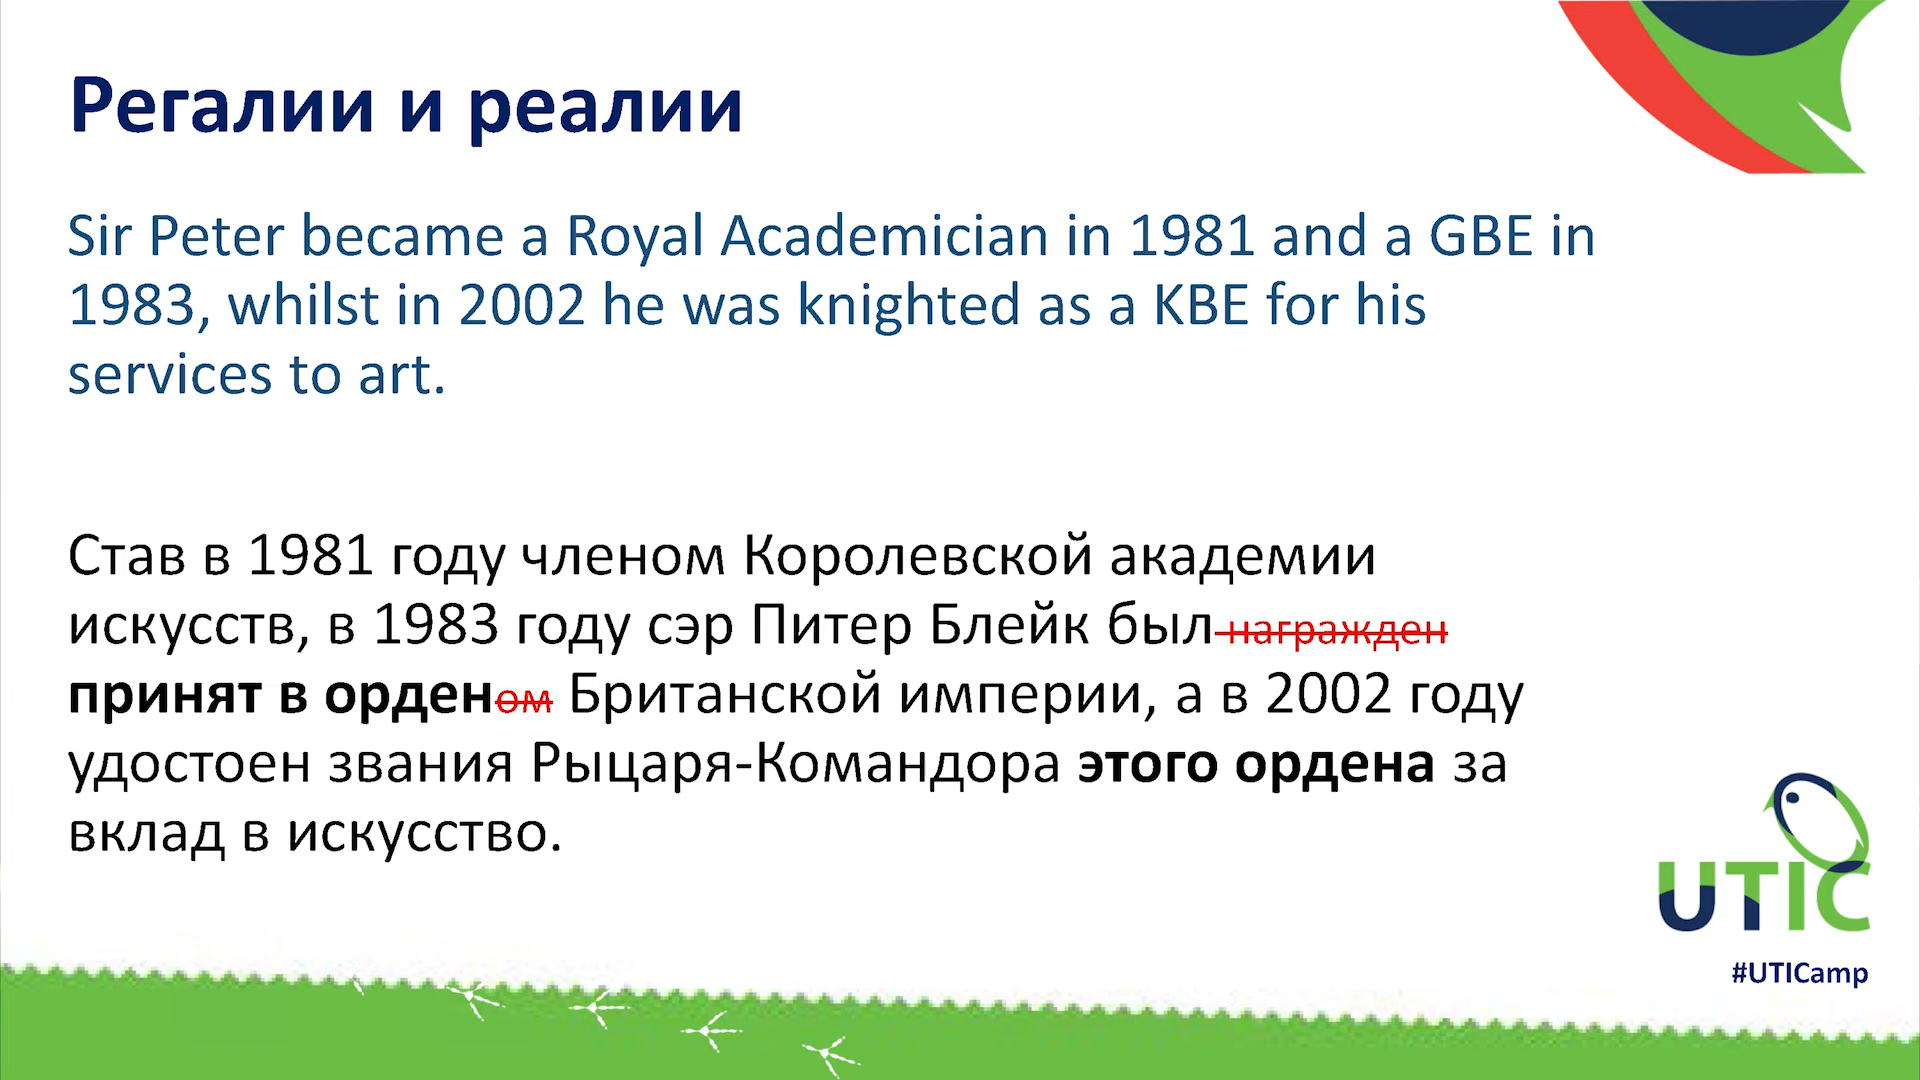 Регалии и реалии
Sir Peter became a Royal Academician in 1981 and a GBE in
1983, whilst in 2002 he was knighted as a KBE for his
services to art.
Став в 1981 году членом Королевской академии
искусств, в 1983 году сэр Питер Блейк был награжден
принят в орденом Британской империи, а в 2002 году
удостоен звания Рыцаря-Командора этого ордена за
вклад в искусство.
UTIC
#UTICamp